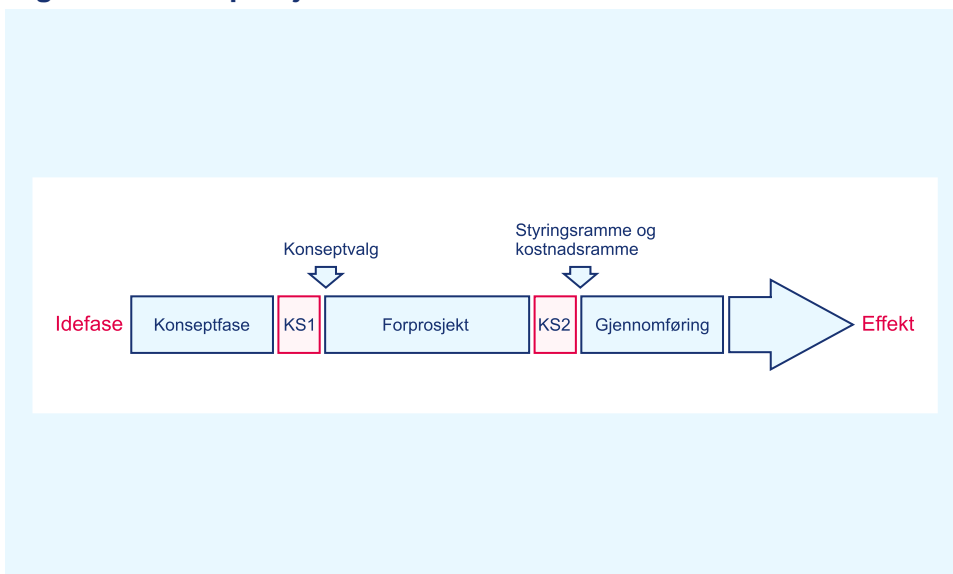 Konseptvalg
Styringsramme og
kostnadsramme
Idefase
Konseptfase
KS1
Forprosjekt
KS2
Gjennomføring
Effekt